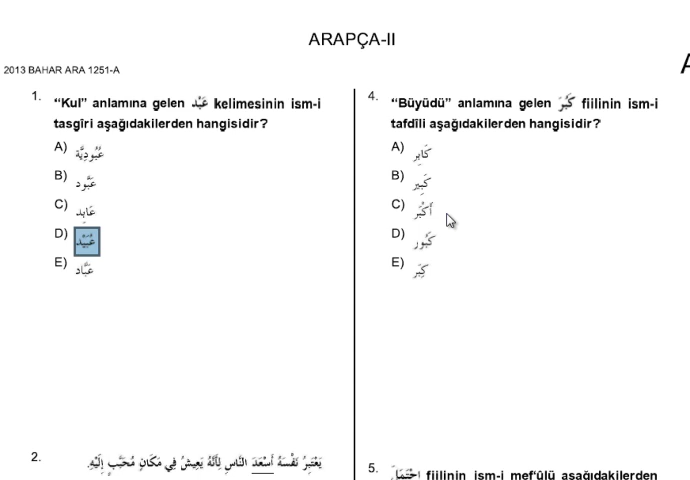 ARAPÇA-II
2013 BAHAR ARA 1251-A
A
1. “Kul” anlamına gelen عَبْد kelimesinin ism-i
tasgîri aşağıdakilerden hangisidir?
A) عُبُودِيَّة
B) عَبُّود
C) عَابِد
D) عُبَيْد
E) عَبَّاد
2. يَعْتَبِرُ نَفْسَهُ أَسْعَدَ النَّاسِ لِأَنَّهُ يَعِيشُ فِي مَكَانٍ مُحَبَّبٍ إِلَيْهِ.
4. “Büyüdü” anlamına gelen كَبُرَ fiilinin ism-i
tafdîli aşağıdakilerden hangisidir?
A) كَابِر
B) كَبِير
C) أَكْبَر
D) كَبُور
E) كِبَر
5. اِحْتَمَلَ fiilinin ism-i mef‘ûlü aşağıdakilerden